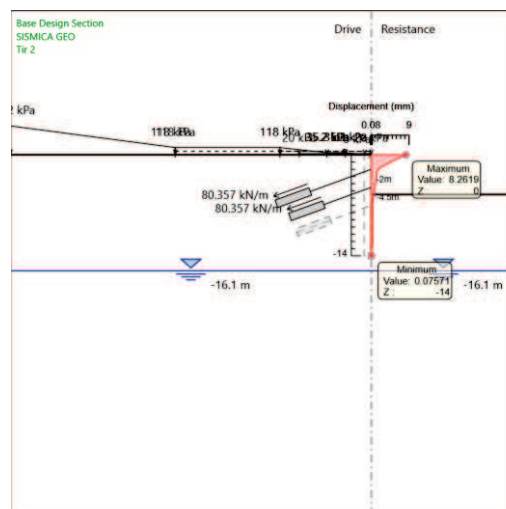 Base Design Section
SISMICA GEO
Tir 2
Drive
Resistance
kPa
Displacement (mm)
0.08 9
118 kPa
20 kPa
Maximum
Value: 8.2619
Z 0
-2m
80.357 kN/m
-4.5m
80.357 kN/m
-14
Minimum
Value: 0.07571
Z : -14
-16.1 m
-16.1 m